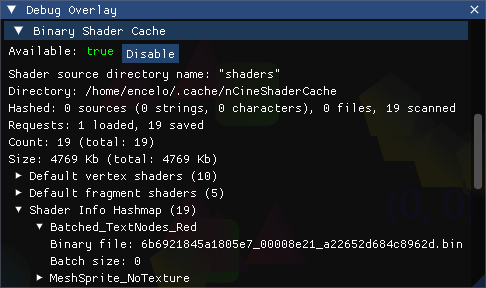 Debug Overlay
Binary Shader Cache
Available: true Disable
Shader source directory name: "shaders"
Directory: /home/encelo/.cache/nCineShaderCache
Hashed: 0 sources (0 strings, 0 characters), 0 files, 19 scanned
Requests: 1 loaded, 19 saved
Count: 19 (total: 19)
Size: 4769 Kb (total: 4769 Kb)
Default vertex shaders (10)
Default fragment shaders (5)
Shader Info Hashmap (19)
Batched_TextNodes_Red
Binary file: 6b6921845a1805e7_00008e21_a22652d684c8962d.bin
Batch size: 0
MeshSprite_NoTexture